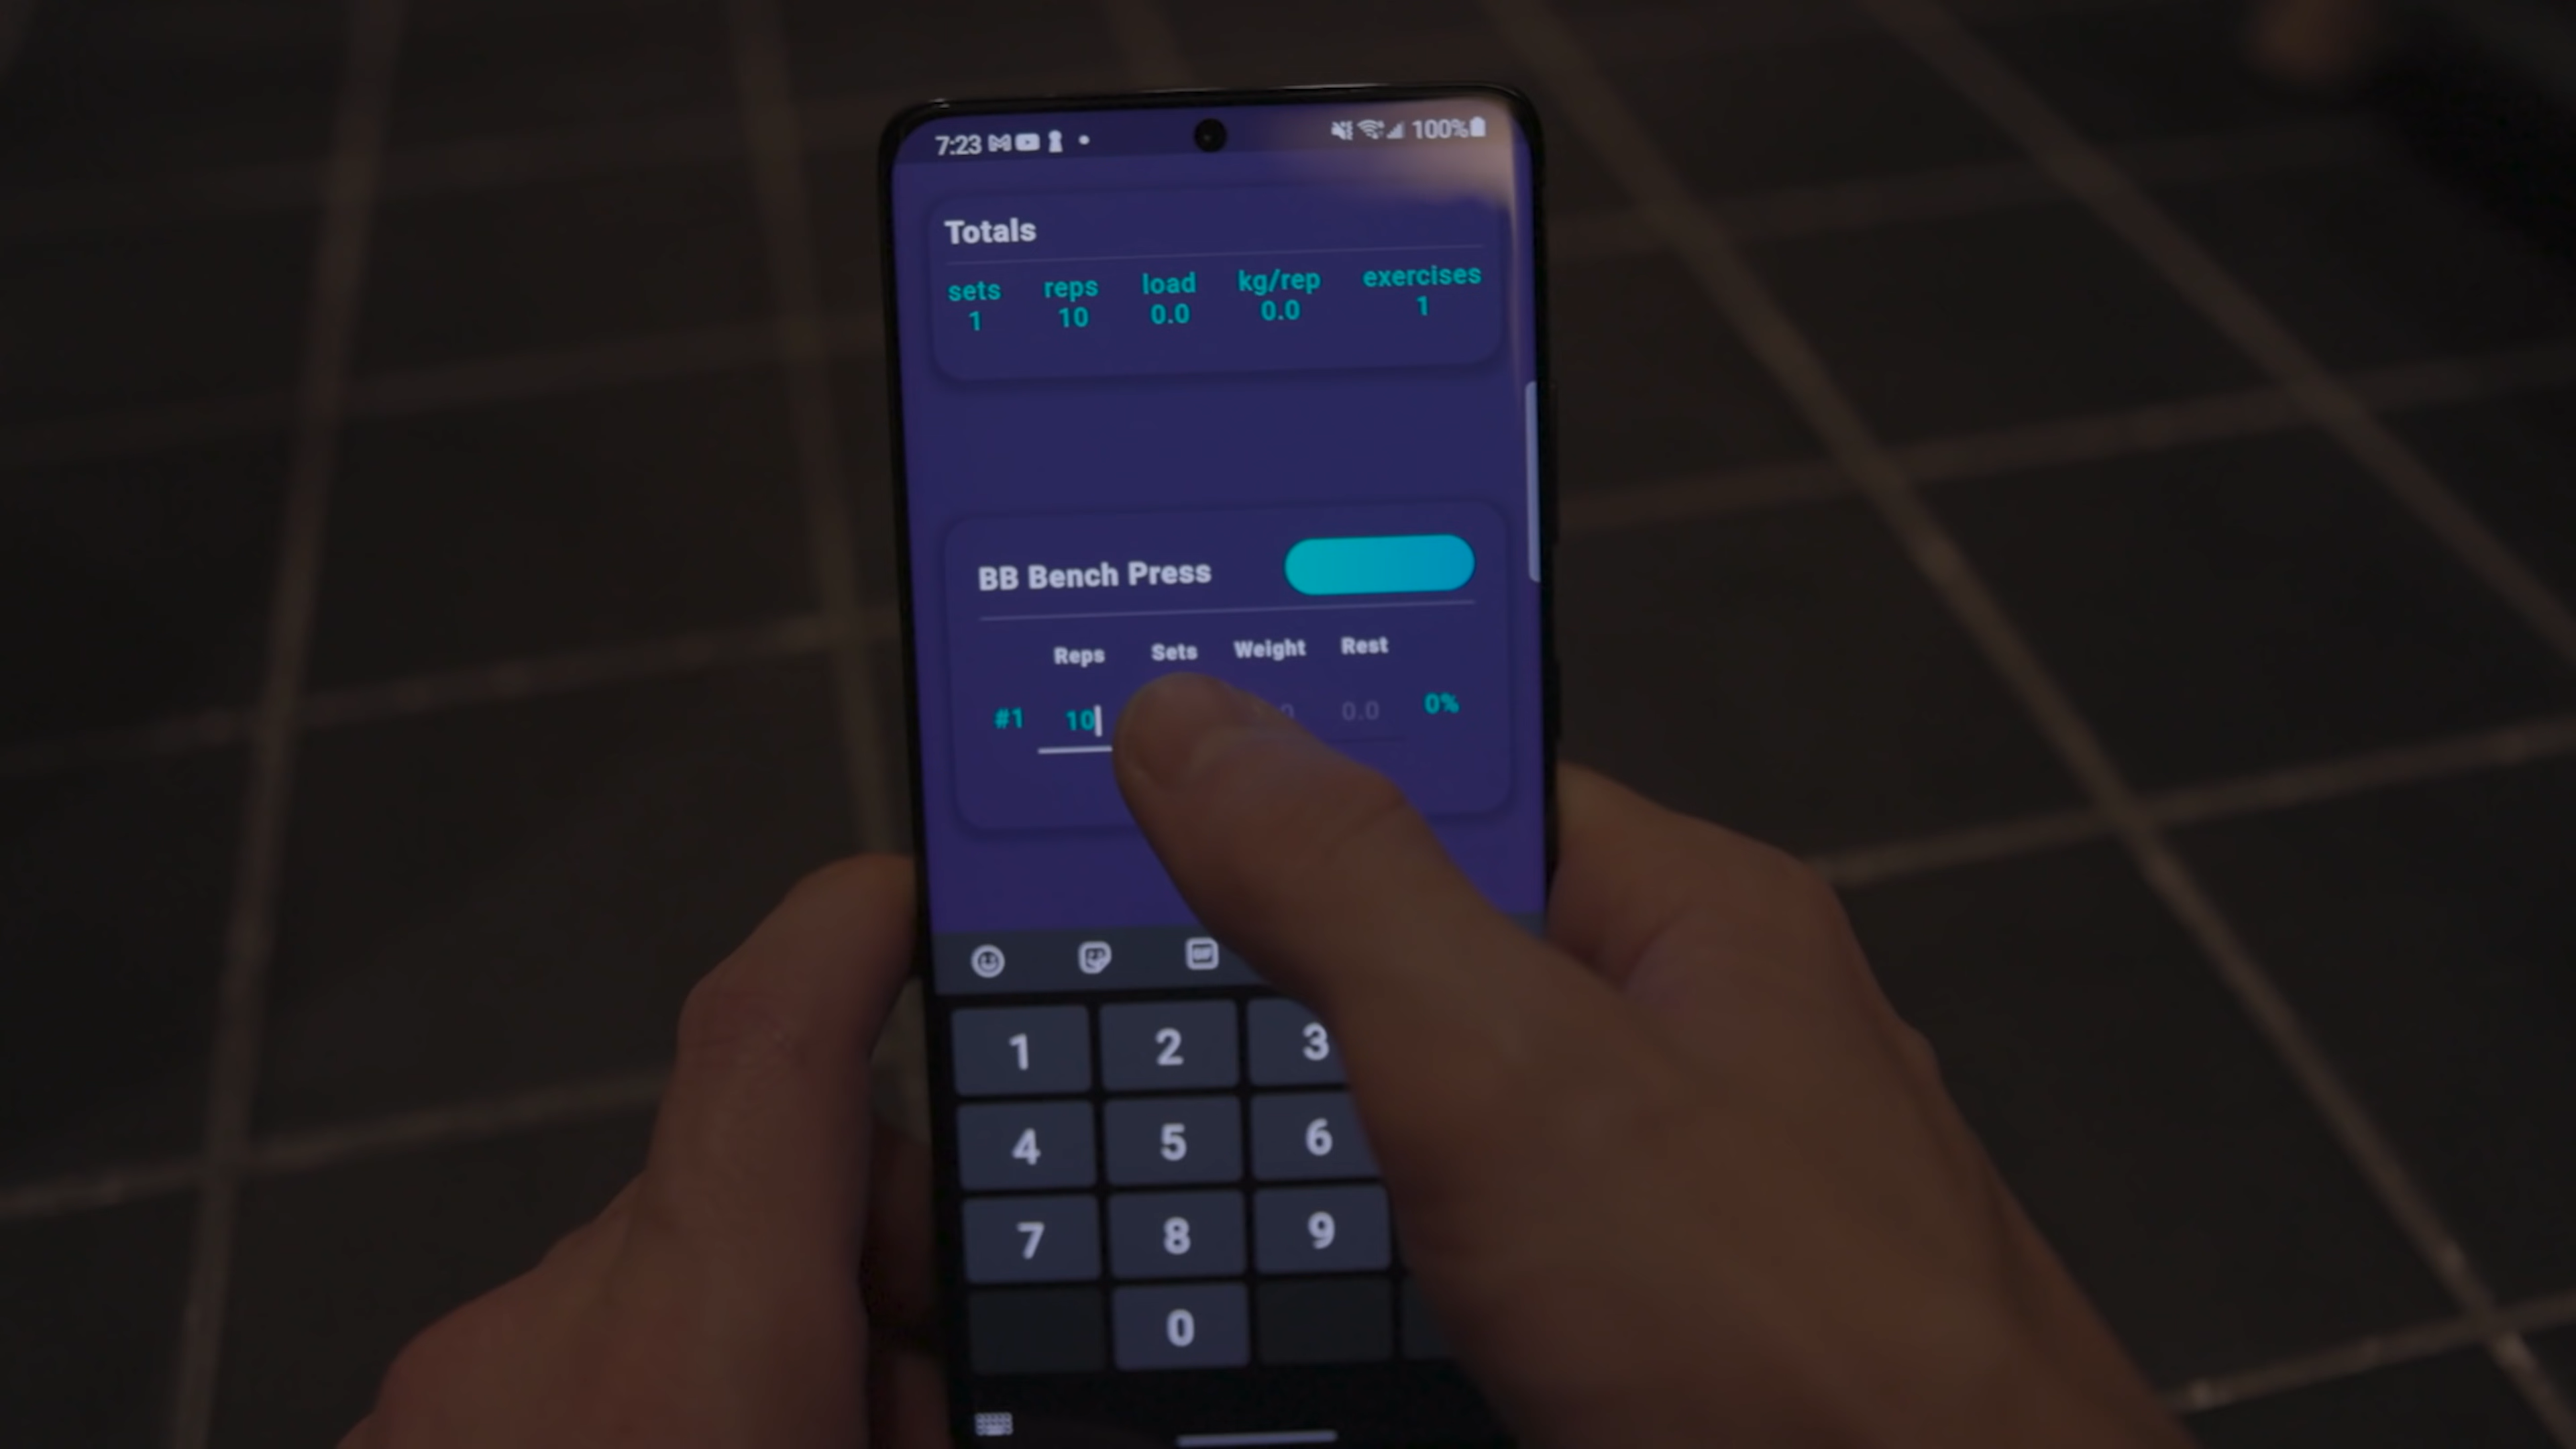 7:23 100%
Totals
sets reps load kg/rep exercises
1 10 0.0 0.0 1
BB Bench Press
Reps Sets Weight Rest
#1 10 0.0 0%
1 2 3
4 5 6
7 8 9
0